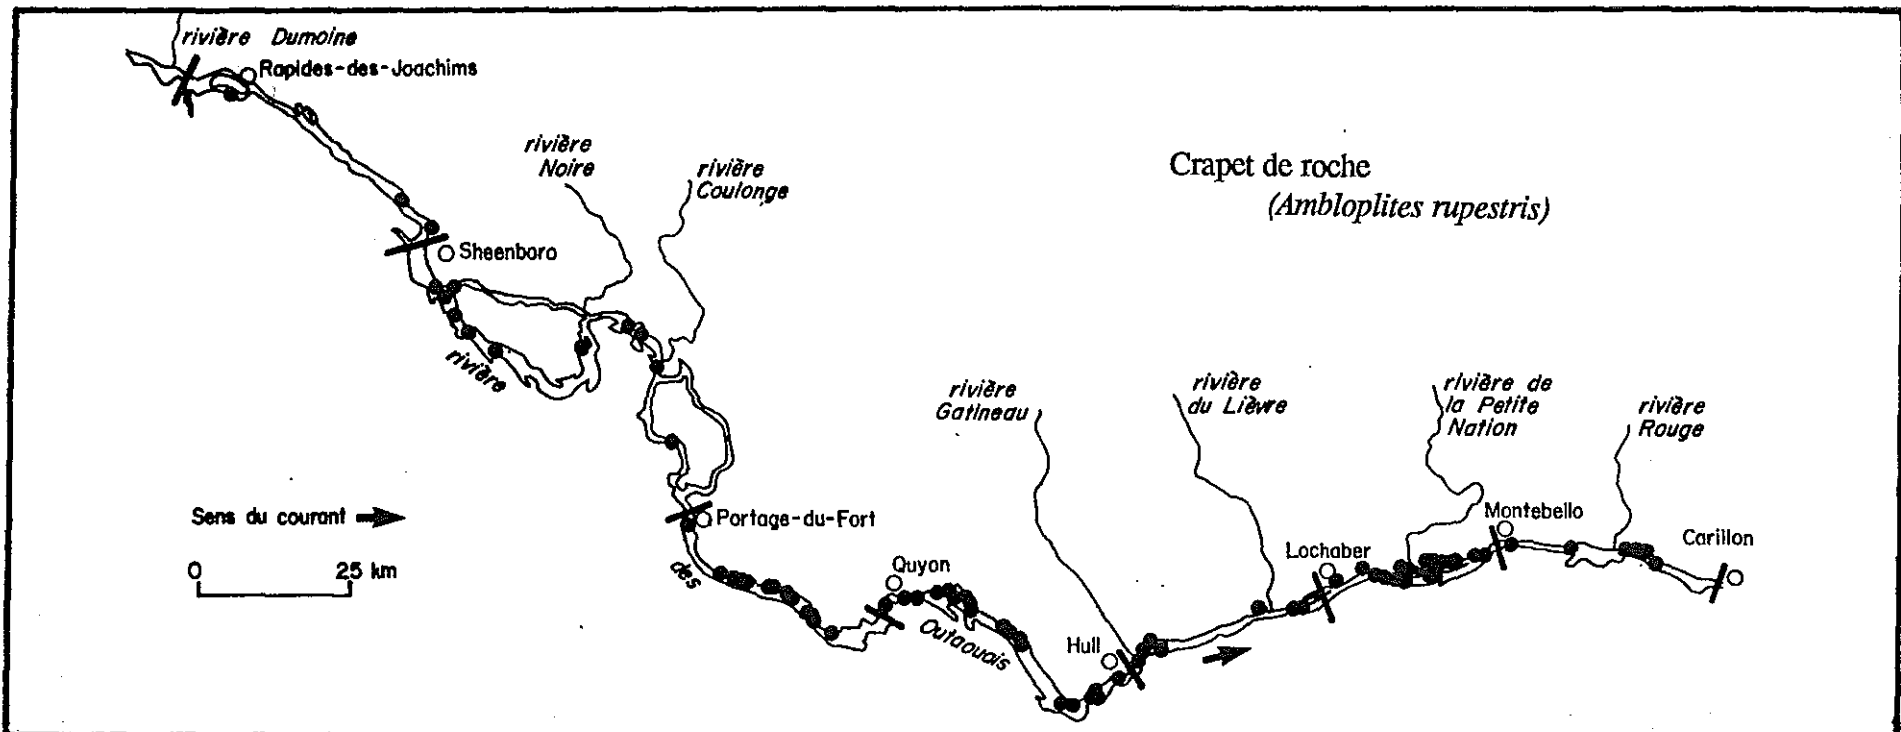 rivière Dumoine
Rapides-des-Joachims
rivière
Noire
rivière
Coulonge
Crapet de roche
(Ambloplites rupestris)
Sheenboro
rivière
rivière
Gatineau
rivière
du Lièvre
rivière de
la Petite
Nation
rivière
Rouge
Sens du courant
0 25 km
Portage-du-Fort
des
Quyon
Outaouais
Hull
Lochaber
Montebello
Carillon